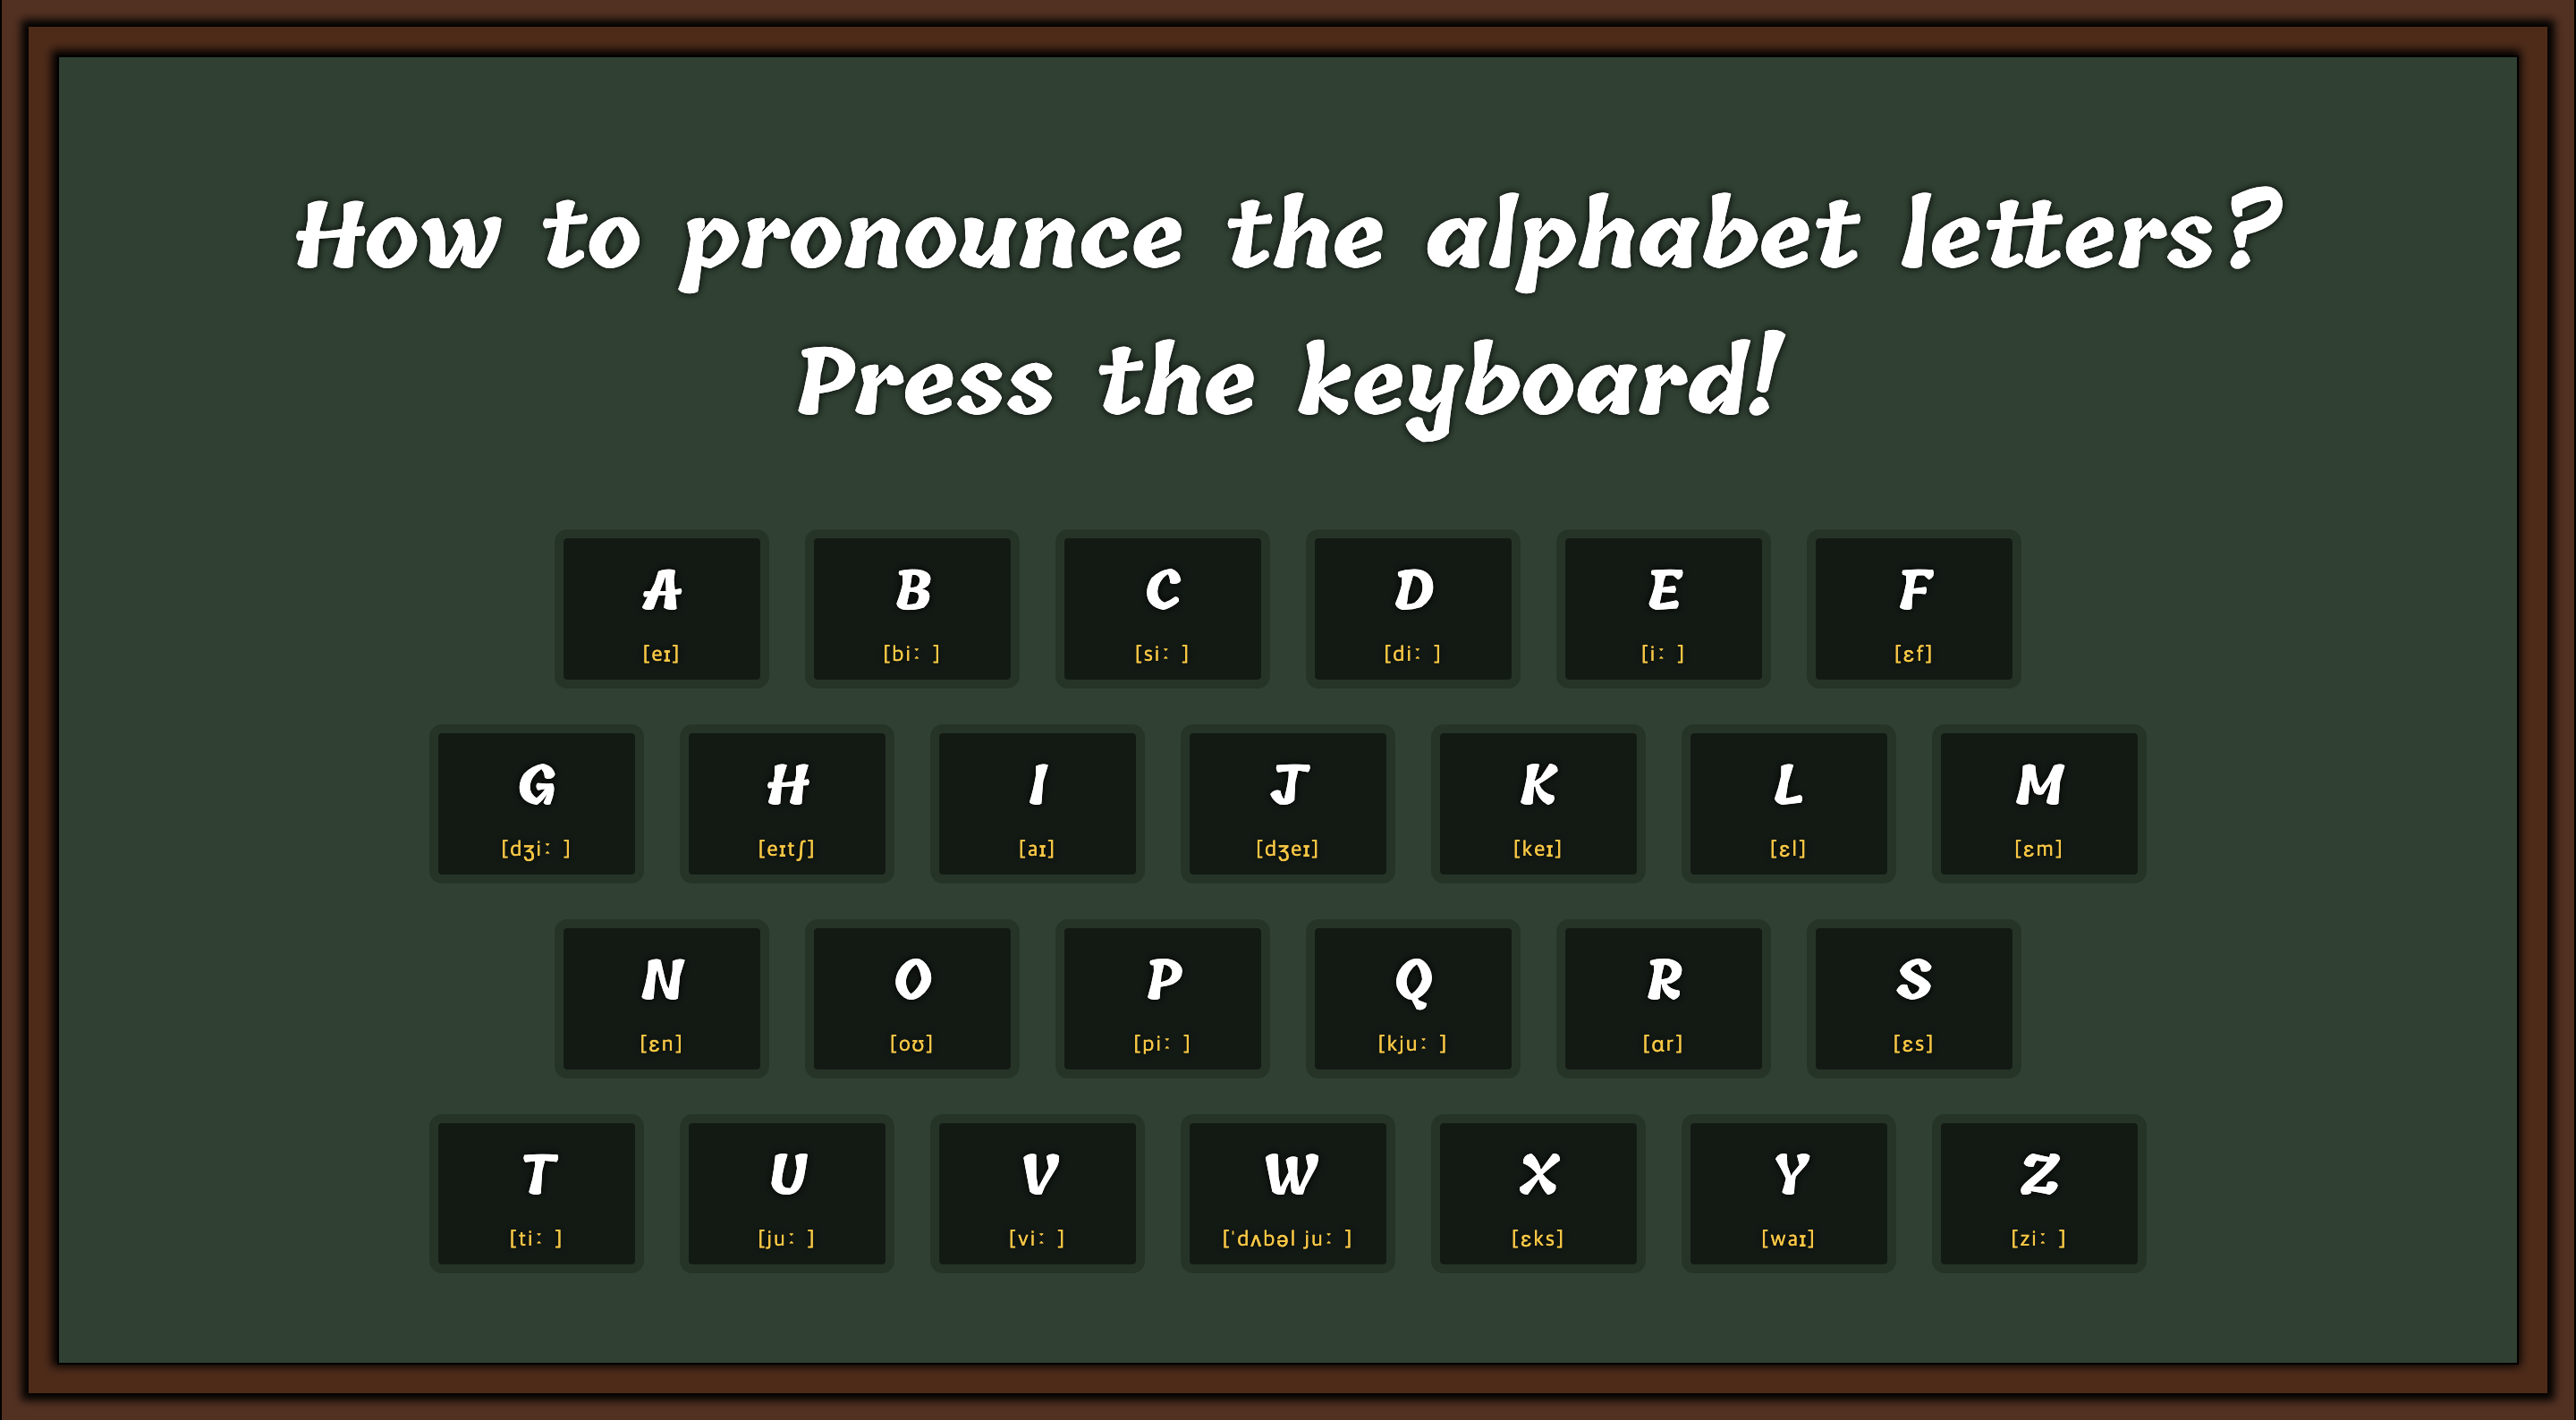 How to pronounce the alphabet letters?
Press the keyboard!
A B C D E F
[eɪ] [biː ] [siː ] [diː ] [iː ] [ɛf]
G H I J K L M
[dʒiː ] [eɪtʃ] [aɪ] [dʒeɪ] [keɪ] [ɛl] [ɛm]
N O P Q R S
[ɛn] [oʊ] [piː ] [kjuː ] [ɑr] [ɛs]
T U V W X Y Z
[tiː ] [juː ] [viː ] [ˈdʌbəl juː ] [ɛks] [waɪ] [ziː ]